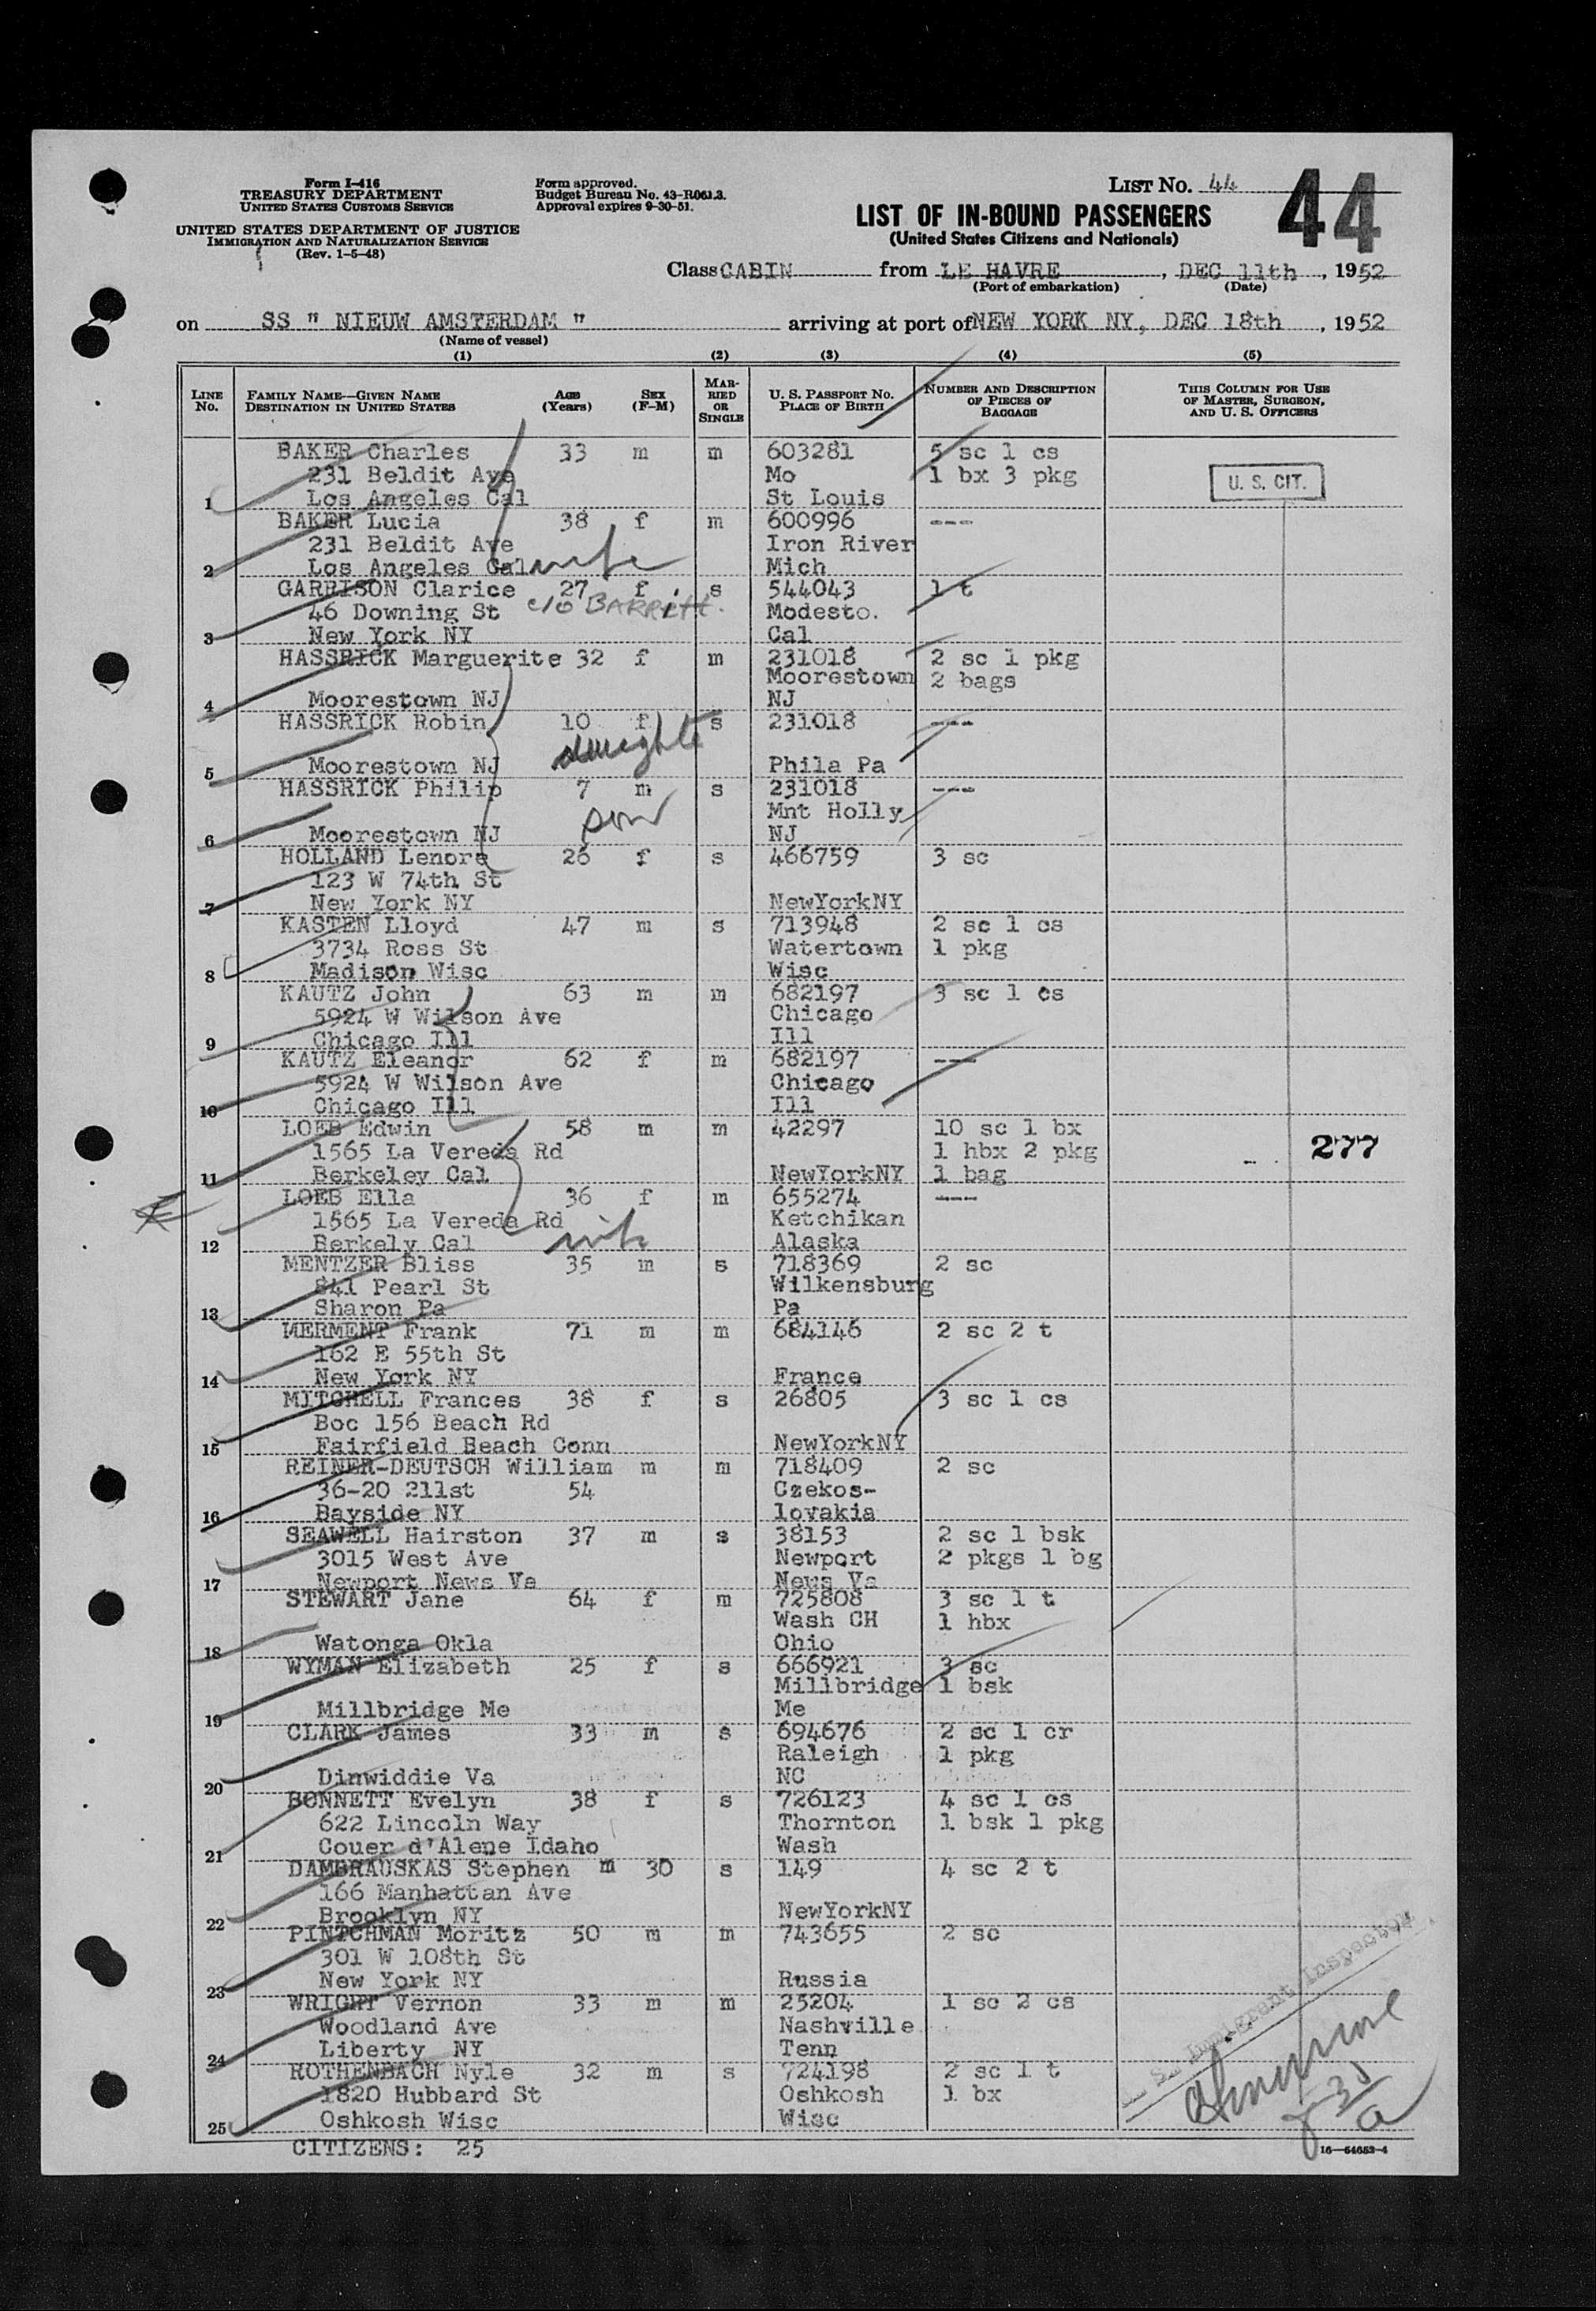 Form I-416
TREASURY DEPARTMENT
UNITED STATES CUSTOMS SERVICE
UNITED STATES DEPARTMENT OF JUSTICE
IMMIGRATION AND NATURALIZATION SERVICE
(Rev. 1-5-48)
Form approved.
Budget Bureau No. 43-R061.3.
Approval expires 9-30-51.
LIST NO. 44
44
LIST OF IN-BOUND PASSENGERS
(United States Citizens and Nationals)
Class CABIN from LE HAVRE, DEC 11th, 1952
(Port of embarkation) (Date)
on SS " NIEUW AMSTERDAM " arriving at port of NEW YORK NY, DEC 18th, 1952
(Name of vessel)
(1) (2) (3) (4) (5)
LINE No. FAMILY NAME—GIVEN NAME DESTINATION IN UNITED STATES AGE (Years) SEX (F-M) MARRIED OR SINGLE U. S. PASSPORT NO. PLACE OF BIRTH NUMBER AND DESCRIPTION OF PIECES OF BAGGAGE THIS COLUMN FOR USE OF MASTER, SURGEON, AND U. S. OFFICERS
BAKER Charles 33 m m 603281 5 sc 1 cs
231 Beldit Ave Mo 1 bx 3 pkg U. S. CIT.
1 Los Angeles Cal St Louis
BAKER Lucia 38 f m 600996 ---
231 Beldit Ave Iron River
2 Los Angeles Cal wife Mich
GARRISON Clarice 27 f s 544043 1 t
46 Downing St c/o BARRETT. Modesto.
3 New York NY Cal
HASSRICK Marguerite 32 f m 231018 2 sc 1 pkg
Moorestown 2 bags
4 Moorestown NJ NJ
HASSRICK Robin 10 f s 231018 ---
daughte
5 Moorestown NJ Phila Pa
HASSRICK Philip 7 m s 231018 ---
son Mnt Holly
6 Moorestown NJ NJ
HOLLAND Lenore 26 f s 466759 3 sc
123 W 74th St
7 New York NY NewYorkNY
KASTEN Lloyd 47 m s 713948 2 sc 1 cs
3734 Ross St Watertown 1 pkg
8 Madison Wisc Wisc
KAUTZ John 63 m m 682197 3 sc 1 cs
5924 W Wilson Ave Chicago
9 Chicago Ill Ill
KAUTZ Eleanor 62 f m 682197 ---
5924 W Wilson Ave Chicago
10 Chicago Ill Ill
LOEB Edwin 58 m m 42297 10 sc 1 bx
1565 La Vereda Rd 1 hbx 2 pkg 277
11 Berkeley Cal NewYorkNY 1 bag
LOEB Ella 36 f m 655274 ---
1565 La Vereda Rd Ketchikan
12 Berkely Cal wife Alaska
MENTZER Bliss 35 m s 718369 2 sc
841 Pearl St Wilkensburg
13 Sharon Pa Pa
MERMENT Frank 71 m m 684146 2 sc 2 t
162 E 55th St
14 New York NY France
MITCHELL Frances 38 f s 26805 3 sc 1 cs
Boc 156 Beach Rd
15 Fairfield Beach Conn NewYorkNY
REINER-DEUTSCH William m m 718409 2 sc
36-20 211st 54 Czekos-
16 Bayside NY lovakia
SEAWELL Hairston 37 m s 38153 2 sc 1 bsk
3015 West Ave Newport 2 pkgs 1 bg
17 Newport News Va News Va
STEWART Jane 64 f m 725808 3 sc 1 t
Wash CH 1 hbx
18 Watonga Okla Ohio
WYMAN Elizabeth 25 f s 666921 3 sc
Millbridge 1 bsk
19 Millbridge Me Me
CLARK James 33 m s 694676 2 sc 1 cr
Raleigh 1 pkg
20 Dinwiddie Va NC
BONNETT Evelyn 38 f s 726123 4 sc 1 cs
622 Lincoln Way Thornton 1 bsk 1 pkg
21 Couer d'Alene Idaho Wash
DAMBRAUSKAS Stephen m 30 s 149 4 sc 2 t
166 Manhattan Ave
22 Brooklyn NY NewYorkNY
PINTCHMAN Moritz 50 m m 743655 2 sc
301 W 108th St
23 New York NY Russia
WRIGHT Vernon 33 m m 25204 1 sc 2 cs
Woodland Ave Nashville
24 Liberty NY Tenn
ROTHENBACH Nyle 32 m s 724198 2 sc 1 t
1820 Hubbard St Oshkosh 1 bx
25 Oshkosh Wisc Wisc
U. S. Immigrant Inspector
CITIZENS: 25
16—54653-4